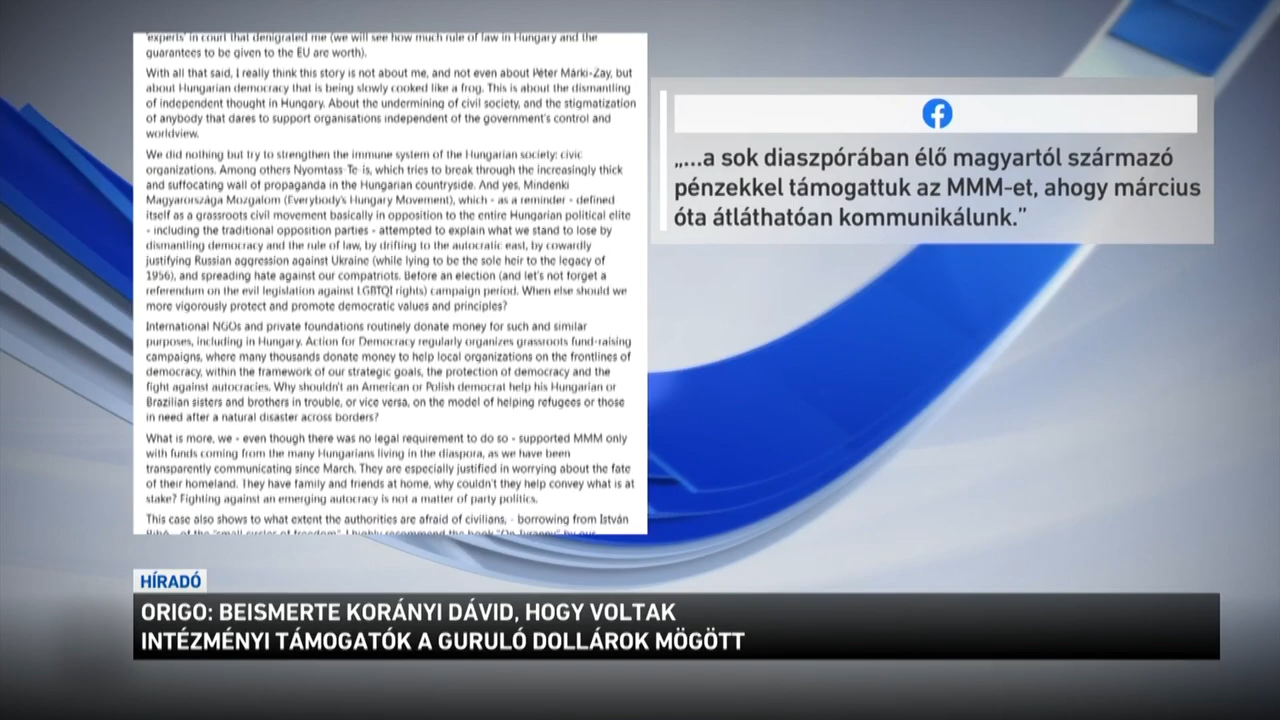 'experts' in court that denigrated me (we will see how much rule of law in Hungary and the
guarantees to be given to the EU are worth).
With all that said, I really think this story is not about me, and not even about Péter Márki-Zay, but
about Hungarian democracy that is being slowly cooked like a frog. This is about the dismantling
of independent thought in Hungary. About the undermining of civil society, and the stigmatization
of anybody that dares to support organisations independent of the government's control and
worldview.
We did nothing but try to strengthen the immune system of the Hungarian society: civic
organizations. Among others Nyomtass-Te-is, which tries to break through the increasingly thick
and suffocating wall of propaganda in the Hungarian countryside. And yes, Mindenki
Magyarországa Mozgalom (Everybody's Hungary Movement), which - as a reminder - defined
itself as a grassroots civil movement basically in opposition to the entire Hungarian political elite
- including the traditional opposition parties - attempted to explain what we stand to lose by
dismantling democracy and the rule of law, by drifting to the autocratic east, by cowardly
justifying Russian aggression against Ukraine (while lying to be the sole heir to the legacy of
1956), and spreading hate against our compatriots. Before an election (and let's not forget a
referendum on the evil legislation against LGBTQI rights) campaign period. When else should we
more vigorously protect and promote democratic values and principles?
International NGOs and private foundations routinely donate money for such and similar
purposes, including in Hungary. Action for Democracy regularly organizes grassroots fund-raising
campaigns, where many thousands donate money to help local organizations on the frontlines of
democracy, within the framework of our strategic goals, the protection of democracy and the
fight against autocracies. Why shouldn't an American or Polish democrat help his Hungarian or
Brazilian sisters and brothers in trouble, or vice versa, on the model of helping refugees or those
in need after a natural disaster across borders?
What is more, we - even though there was no legal requirement to do so - supported MMM only
with funds coming from the many Hungarians living in the diaspora, as we have been
transparently communicating since March. They are especially justified in worrying about the fate
of their homeland. They have family and friends at home, why couldn't they help convey what is at
stake? Fighting against an emerging autocracy is not a matter of party politics.
This case also shows to what extent the authorities are afraid of civilians, - borrowing from István
Bibó - of the "small circles of freedom". I highly recommend the book "On Tyranny" by
„...a sok diaszpórában élő magyartól származó
pénzekkel támogattuk az MMM-et, ahogy március
óta átláthatóan kommunikálunk.”
HÍRADÓ
ORIGO: BEISMERTE KORÁNYI DÁVID, HOGY VOLTAK
INTÉZMÉNYI TÁMOGATÓK A GURULÓ DOLLÁROK MÖGÖTT